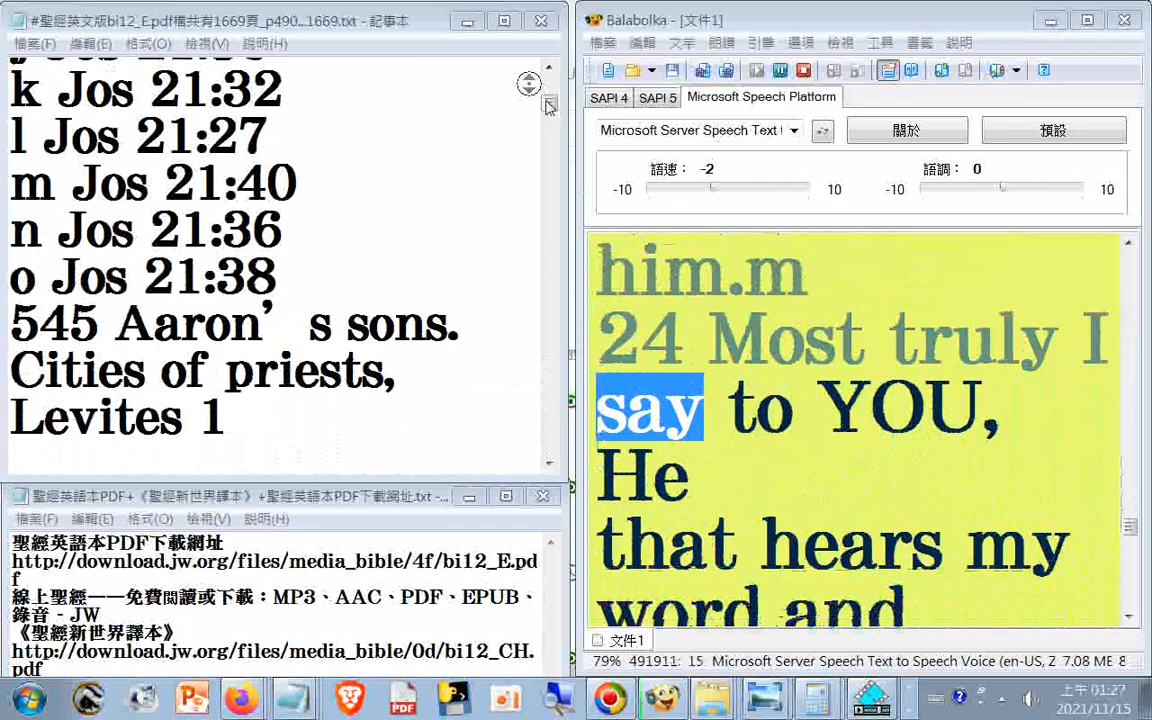 #聖經英文版bi12_E.pdf檔共有1669頁_p490...1669.txt - 記事本
檔案(F) 編輯(E) 格式(O) 檢視(V) 說明(H)
k Jos 21:32
l Jos 21:27
m Jos 21:40
n Jos 21:36
o Jos 21:38
545 Aaron’s sons.
Cities of priests,
Levites 1
聖經英語本PDF+《聖經新世界譯本》+聖經英語本PDF下載網址.txt -...
檔案(F) 編輯(E) 格式(O) 檢視(V) 說明(H)
聖經英語本PDF下載網址
http://download.jw.org/files/media_bible/4f/bi12_E.pd
f
線上聖經——免費閱讀或下載：MP3、AAC、PDF、EPUB、
錄音 - JW
《聖經新世界譯本》
http://download.jw.org/files/media_bible/0d/bi12_CH.
pdf
Balabolka - [文件1]
檔案 編輯 文字 朗讀 引擎 選項 檢視 工具 書籤 說明
SAPI 4 SAPI 5 Microsoft Speech Platform
Microsoft Server Speech Text 關於 預設
語速： -2 語調： 0
-10 10 -10 10
him.m
24 Most truly I
say to YOU,
He
that hears my
word and
文件1
79% 491911: 15 Microsoft Server Speech Text to Speech Voice (en-US, Z 7.08 MB 8
PDF
上午 01:27
2021/11/15